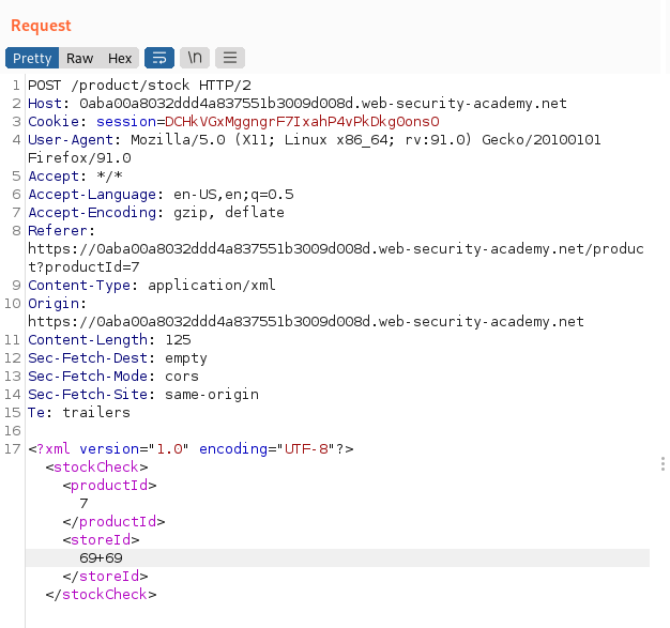 Request
Pretty Raw Hex \n
1 POST /product/stock HTTP/2
2 Host: 0aba00a8032ddd4a837551b3009d008d.web-security-academy.net
3 Cookie: session=DCHkVGxMggngrF7IxahP4vPkDkg0ons0
4 User-Agent: Mozilla/5.0 (X11; Linux x86_64; rv:91.0) Gecko/20100101
Firefox/91.0
5 Accept: */*
6 Accept-Language: en-US,en;q=0.5
7 Accept-Encoding: gzip, deflate
8 Referer:
https://0aba00a8032ddd4a837551b3009d008d.web-security-academy.net/produc
t?productId=7
9 Content-Type: application/xml
10 Origin:
https://0aba00a8032ddd4a837551b3009d008d.web-security-academy.net
11 Content-Length: 125
12 Sec-Fetch-Dest: empty
13 Sec-Fetch-Mode: cors
14 Sec-Fetch-Site: same-origin
15 Te: trailers
16
17 <?xml version="1.0" encoding="UTF-8"?>
<stockCheck>
<productId>
7
</productId>
<storeId>
69+69
</storeId>
</stockCheck>